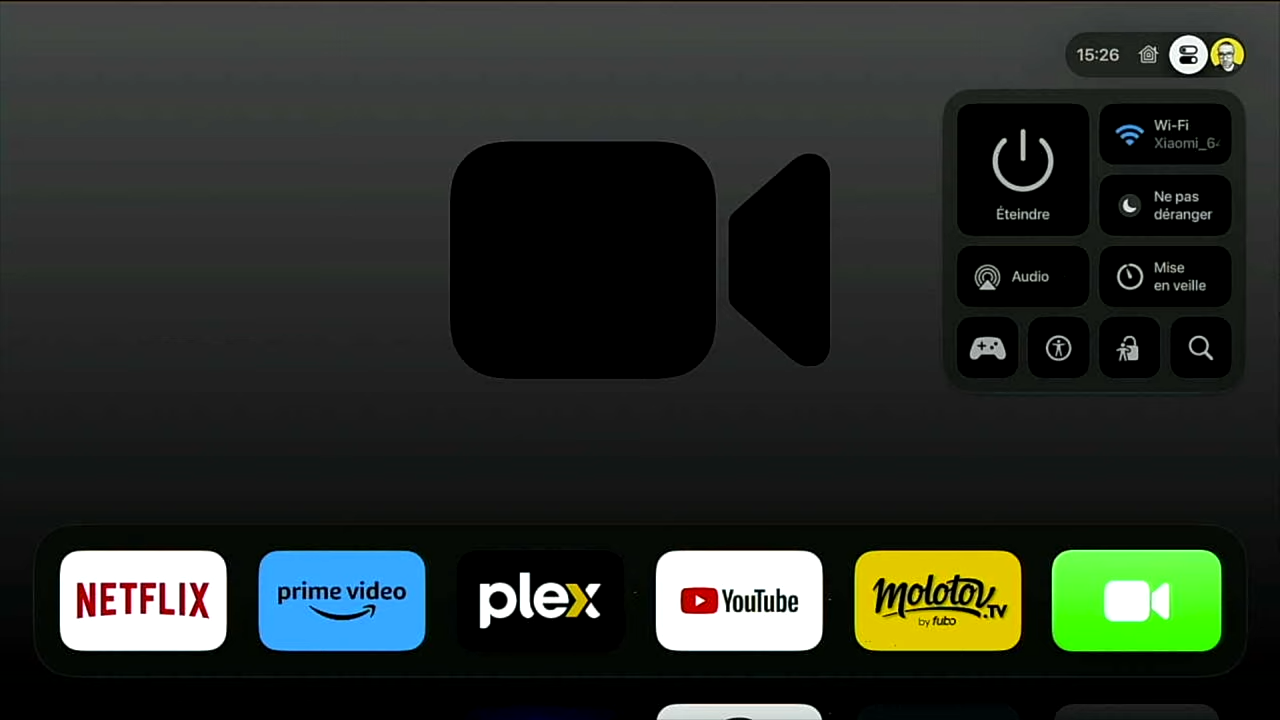 15:26
Éteindre
Wi-Fi
Xiaomi_64
Ne pas
déranger
Audio
Mise
en veille
NETFLIX
prime video
plex
YouTube
molotov.TV
by fubo